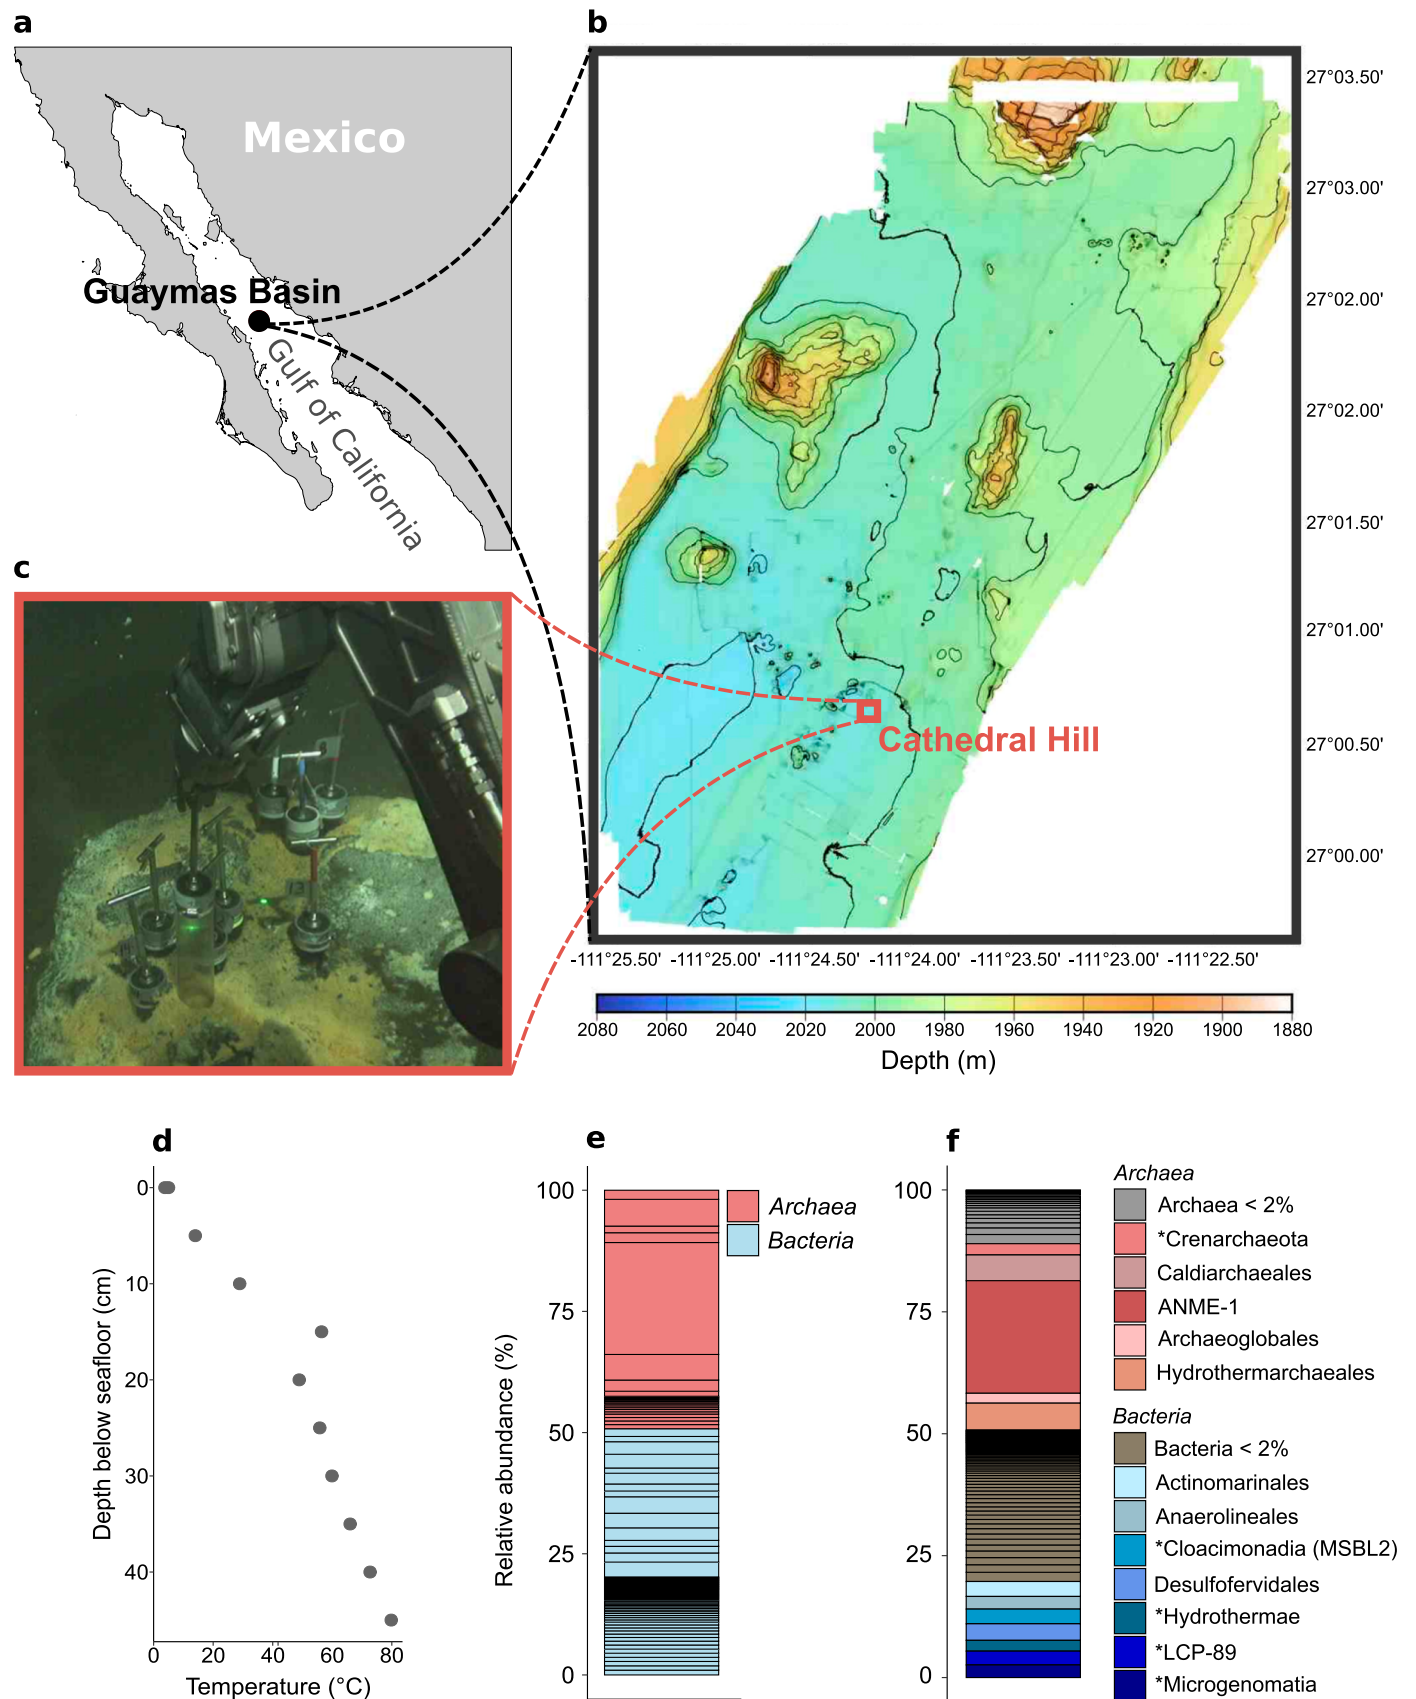 a
Mexico
Guaymas Basin
Gulf of California
b
27°03.50'
27°03.00'
27°02.00'
27°02.00'
27°01.50'
27°01.00'
27°00.50'
27°00.00'
Cathedral Hill
-111°25.50' -111°25.00' -111°24.50' -111°24.00' -111°23.50' -111°23.00' -111°22.50'
2080 2060 2040 2020 2000 1980 1960 1940 1920 1900 1880
Depth (m)
c
d
0
10
20
30
40
Depth below seafloor (cm)
0 20 40 60 80
Temperature (°C)
e
100
75
50
25
0
Relative abundance (%)
Archaea
Bacteria
f
100
75
50
25
0
Archaea
Archaea < 2%
*Crenarchaeota
Caldiarchaeales
ANME-1
Archaeoglobales
Hydrothermarchaeales
Bacteria
Bacteria < 2%
Actinomarinales
Anaerolineales
*Cloacimonadia (MSBL2)
Desulfofervidales
*Hydrothermae
*LCP-89
*Microgenomatia